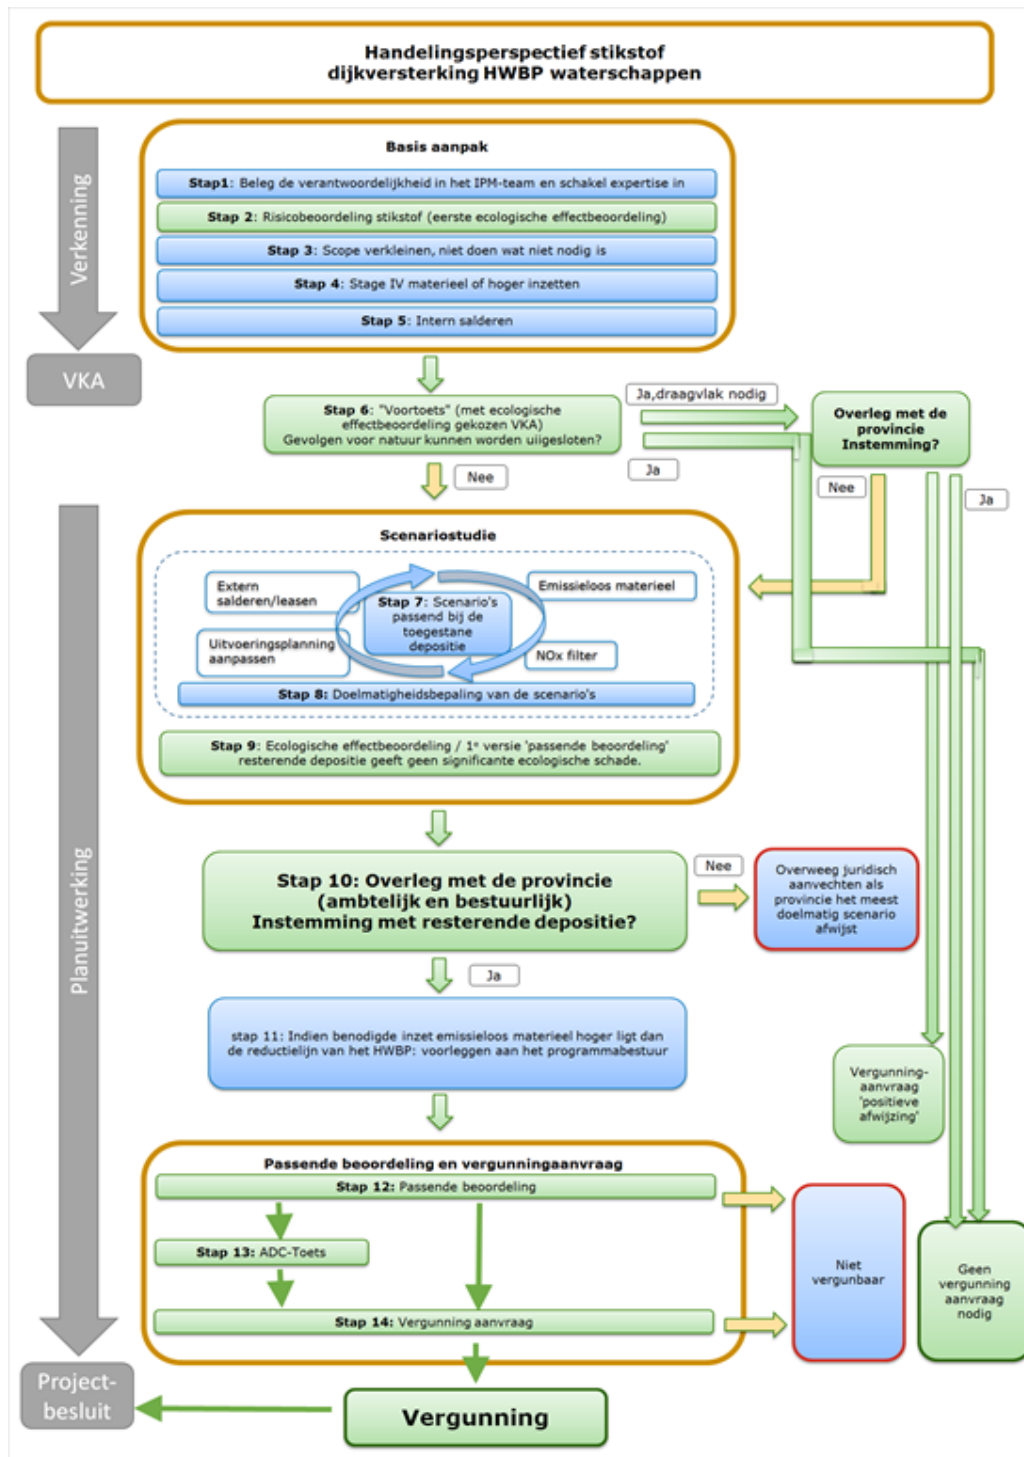 Handelingsperspectief stikstof
dijkversterking HWBP waterschappen
Verkenning
VKA
Basis aanpak
Stap1: Beleg de verantwoordelijkheid in het IPM-team en schakel expertise in
Stap 2: Risicobeoordeling stikstof (eerste ecologische effectbeoordeling)
Stap 3: Scope verkleinen, niet doen wat niet nodig is
Stap 4: Stage IV materieel of hoger inzetten
Stap 5: Intern salderen
Stap 6: "Voortoets" (met ecologische
effectbeoordeling gekozen VKA)
Gevolgen voor natuur kunnen worden uiigesloten?
Ja,draagvlak nodig
Ja
Nee
Overleg met de
provincie
Instemming?
Nee
Ja
Planuitwerking
Scenariostudie
Extern
salderen/leasen
Emissieloos materieel
Stap 7: Scenario's
passend bij de
toegestane
depositie
Uitvoeringsplanning
aanpassen
NOx filter
Stap 8: Doelmatigheidsbepaling van de scenario's
Stap 9: Ecologische effectbeoordeling / 1e versie 'passende beoordeling'
resterende depositie geeft geen significante ecologische schade.
Stap 10: Overleg met de provincie
(ambtelijk en bestuurlijk)
Instemming met resterende depositie?
Nee
Overweeg juridisch
aanvechten als
provincie het meest
doelmatig scenario
afwijst
Ja
stap 11: Indien benodigde inzet emissieloos materieel hoger ligt dan
de reductielijn van het HWBP: voorleggen aan het programmabestuur
Vergunning-
aanvraag
'positieve
afwijzing'
Passende beoordeling en vergunningaanvraag
Stap 12: Passende beoordeling
Stap 13: ADC-Toets
Stap 14: Vergunning aanvraag
Niet
vergunbaar
Geen
vergunning
aanvraag
nodig
Project-
besluit
Vergunning